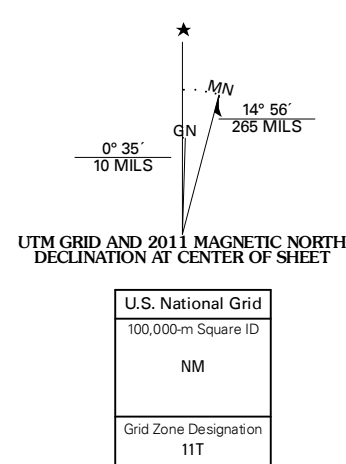 ★
MN
14° 56´
265 MILS
GN
0° 35´
10 MILS
UTM GRID AND 2011 MAGNETIC NORTH
DECLINATION AT CENTER OF SHEET
U.S. National Grid
100,000-m Square ID
NM
Grid Zone Designation
11T